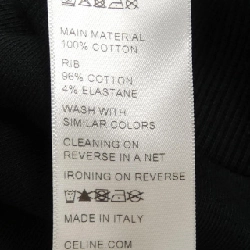 MAIN MATERIAL
100% COTTON
RIB
96% COTTON
4% ELASTANE
WASH WITH
SIMILAR COLORS
CLEANING ON
REVERSE IN A NET
IRONING ON REVERSE
MADE IN ITALY
CELINE.COM